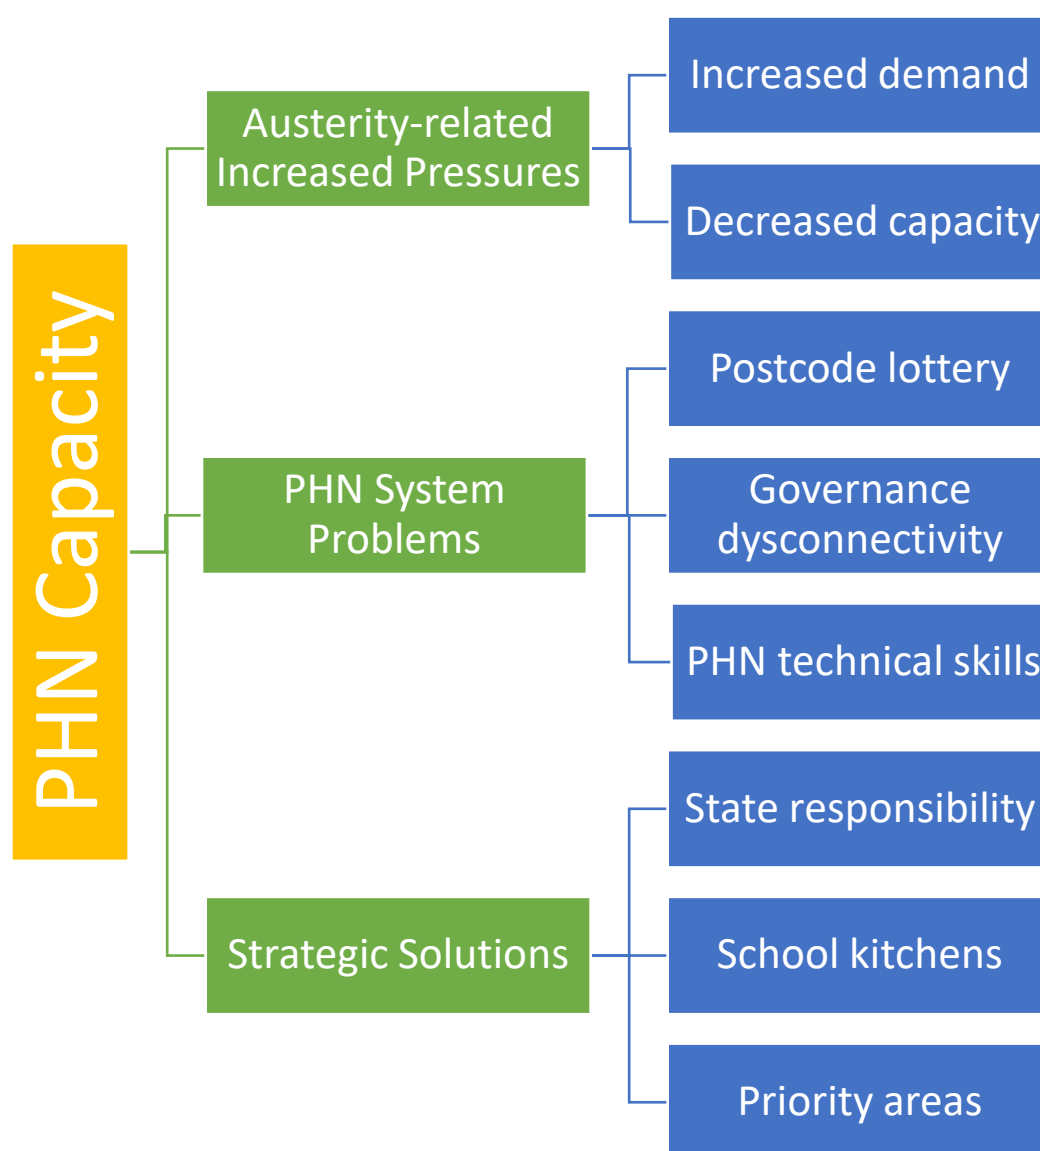 PHN Capacity
Austerity-related
Increased Pressures
Increased demand
Decreased capacity
PHN System
Problems
Postcode lottery
Governance
dysconnectivity
PHN technical skills
Strategic Solutions
State responsibility
School kitchens
Priority areas